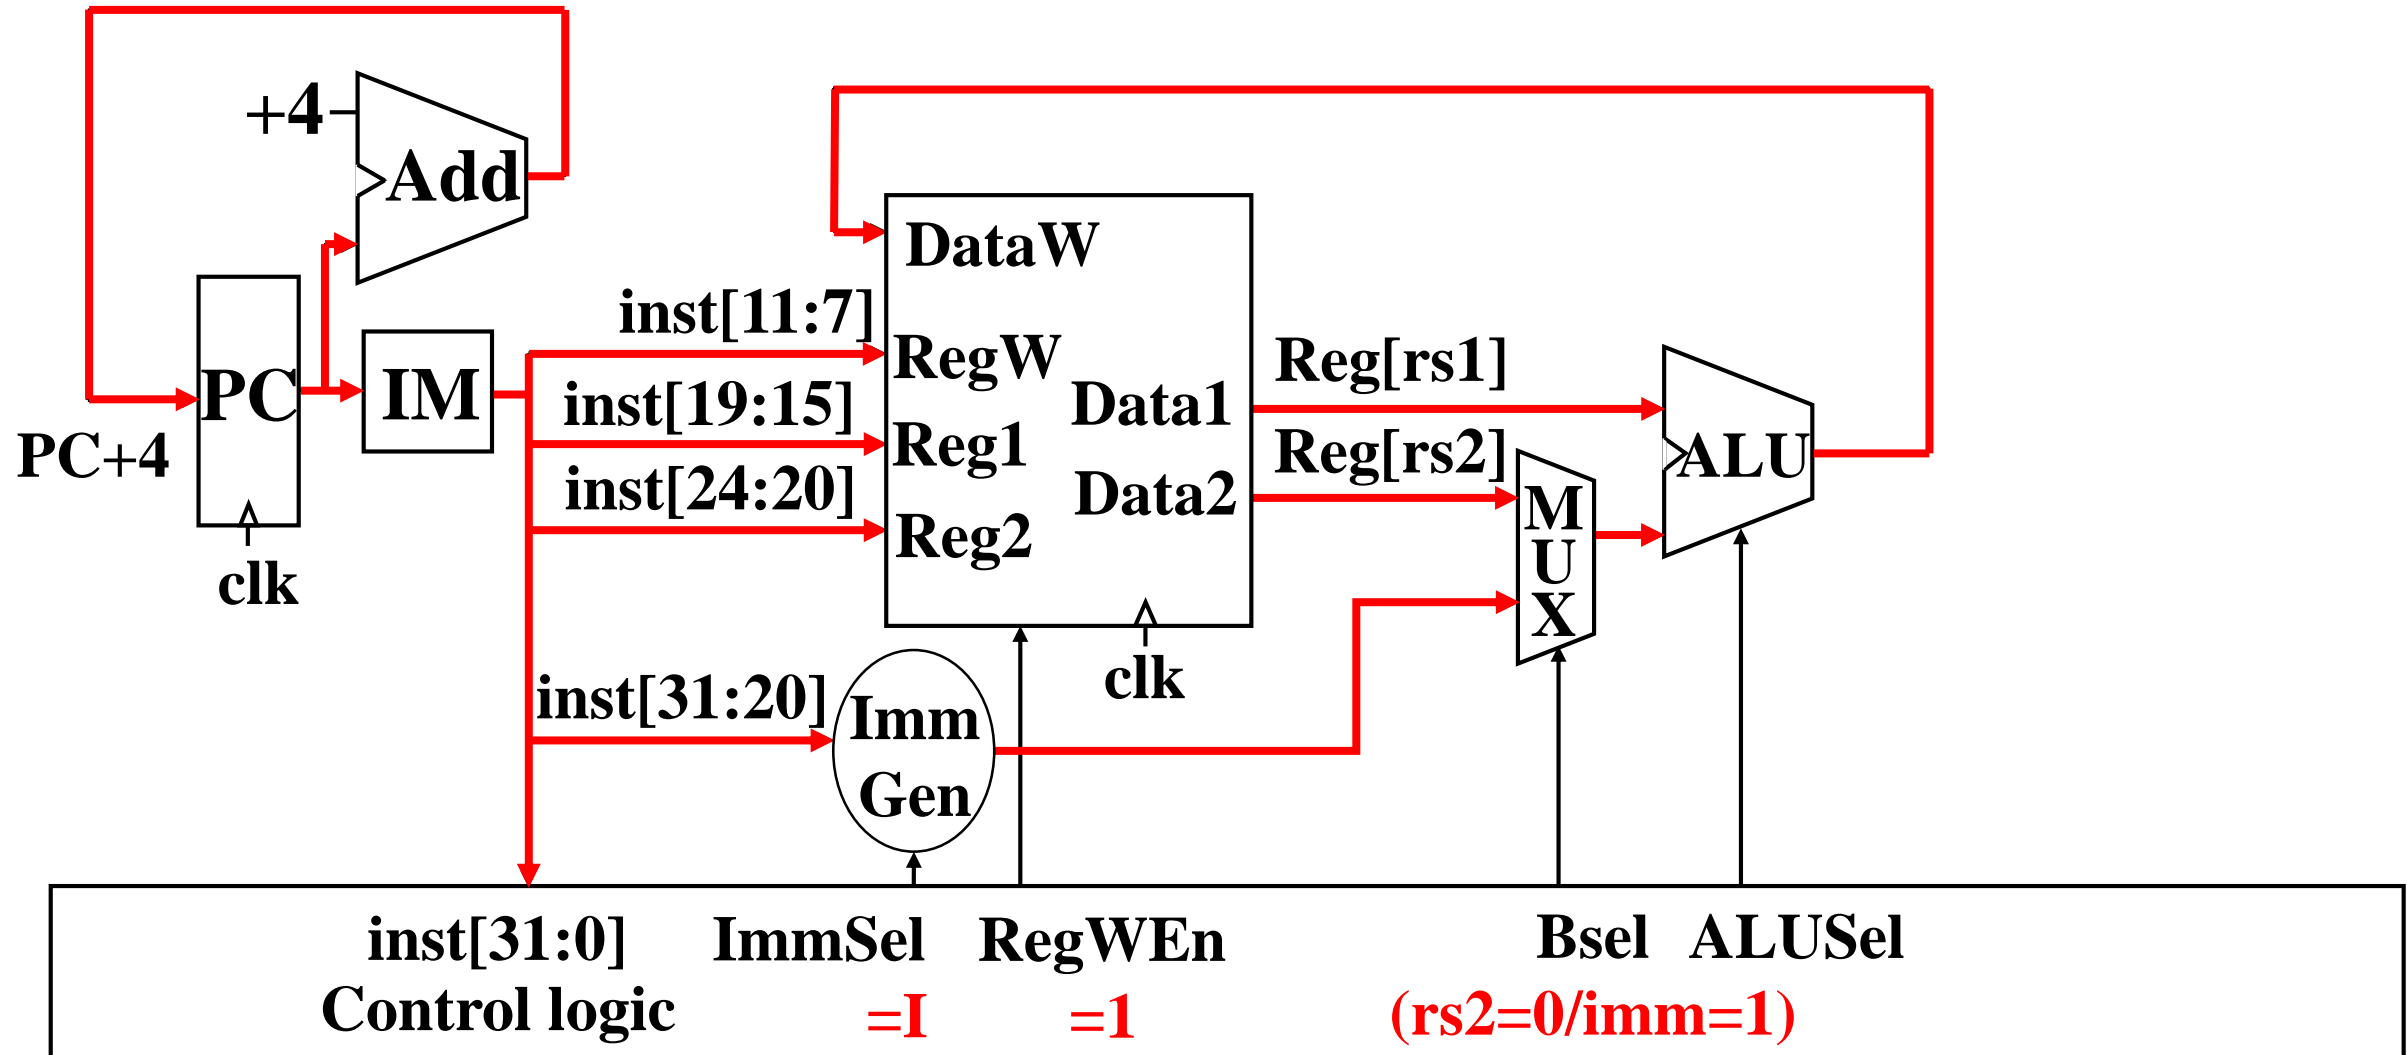 +4
Add
DataW
inst[11:7]
RegW
Reg[rs1]
PC
IM
inst[19:15]
Data1
Reg1
PC+4
Reg[rs2]
ALU
inst[24:20]
Data2
M
U
X
Reg2
clk
clk
inst[31:20]
Imm
Gen
inst[31:0]
ImmSel
RegWEn
Bsel
ALUSel
Control logic
=I
=1
(rs2=0/imm=1)